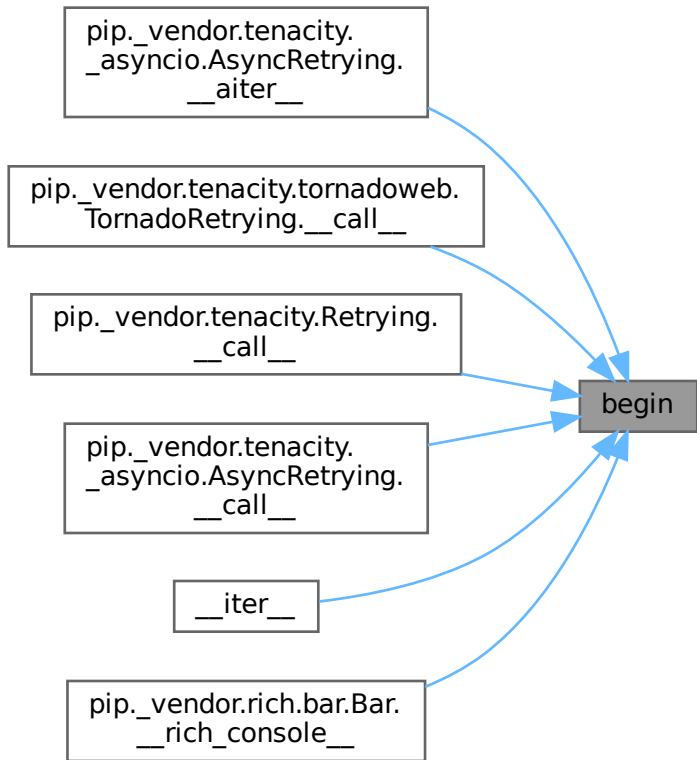 pip._vendor.tenacity.
_asyncio.AsyncRetrying.
__aiter__
pip._vendor.tenacity.tornadoweb.
TornadoRetrying.__call__
pip._vendor.tenacity.Retrying.
__call__
begin
pip._vendor.tenacity.
_asyncio.AsyncRetrying.
__call__
__iter__
pip._vendor.rich.bar.Bar.
__rich_console__